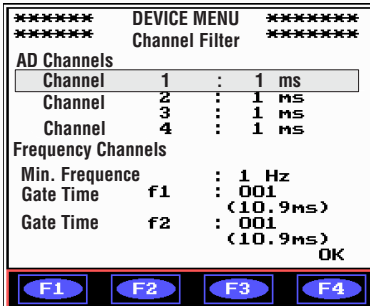 ****** DEVICE MENU *******
****** Channel Filter *******
AD Channels
Channel 1 : 1 ms
Channel 2 : 1 ms
3 : 1 ms
Channel 4 : 1 ms
Frequency Channels
Min. Frequence : 1 Hz
Gate Time f1 : 001
(10.9ms)
Gate Time f2 : 001
(10.9ms)
OK
F1 F2 F3 F4